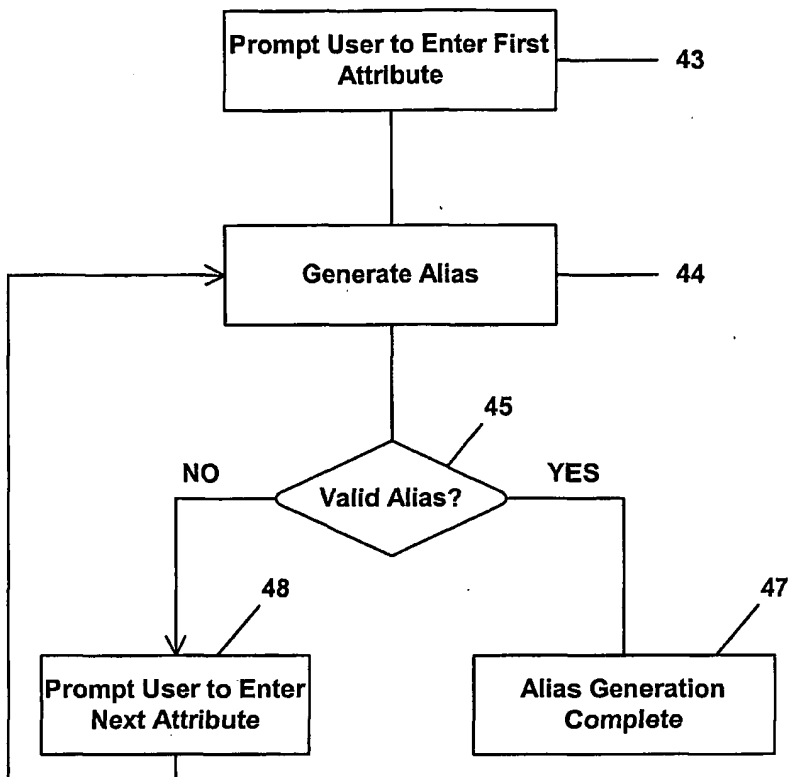 Prompt User to Enter First
Attribute
43
Generate Alias
44
45
NO
Valid Alias?
YES
48
47
Prompt User to Enter
Next Attribute
Alias Generation
Complete